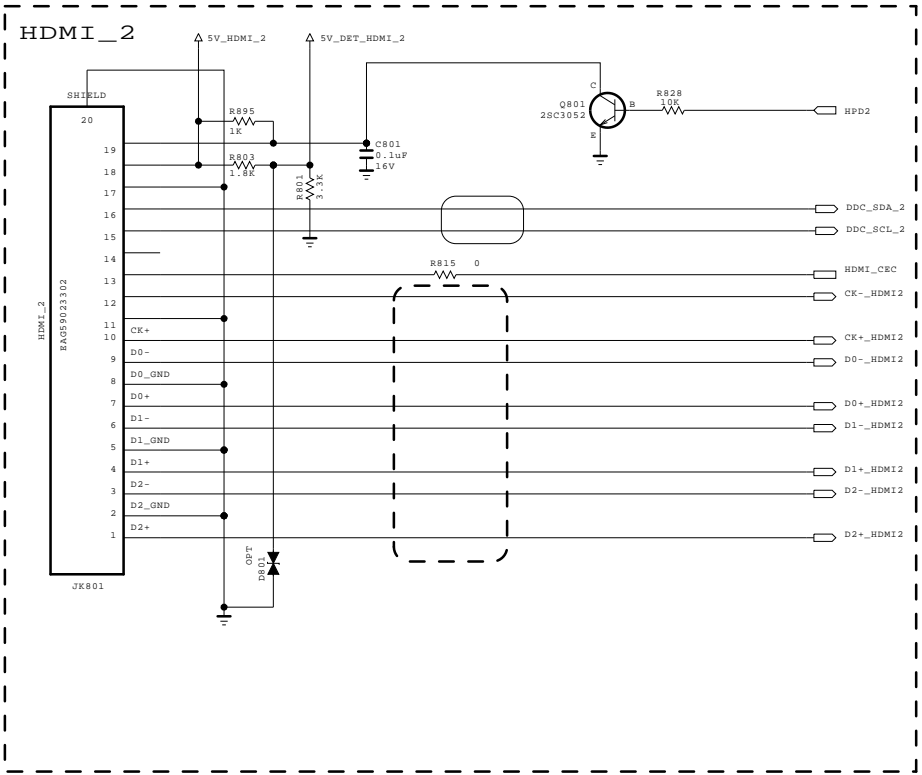 HDMI_2
5V_HDMI_2
5V_DET_HDMI_2
SHIELD
20
R895
1K
C
Q801
2SC3052
B
E
R828
10K
HPD2
19
C801
0.1uF
16V
R803
1.8K
18
R801
3.3K
17
16
DDC_SDA_2
15
DDC_SCL_2
14
R815 0
13
HDMI_CEC
12
CK-_HDMI2
HDMI_2
EAG59023302
11
CK+
10
CK+_HDMI2
D0-
9
D0-_HDMI2
D0_GND
8
D0+
7
D0+_HDMI2
D1-
6
D1-_HDMI2
D1_GND
5
D1+
4
D1+_HDMI2
D2-
3
D2-_HDMI2
D2_GND
2
D2+
1
D2+_HDMI2
OPT
D801
JK801